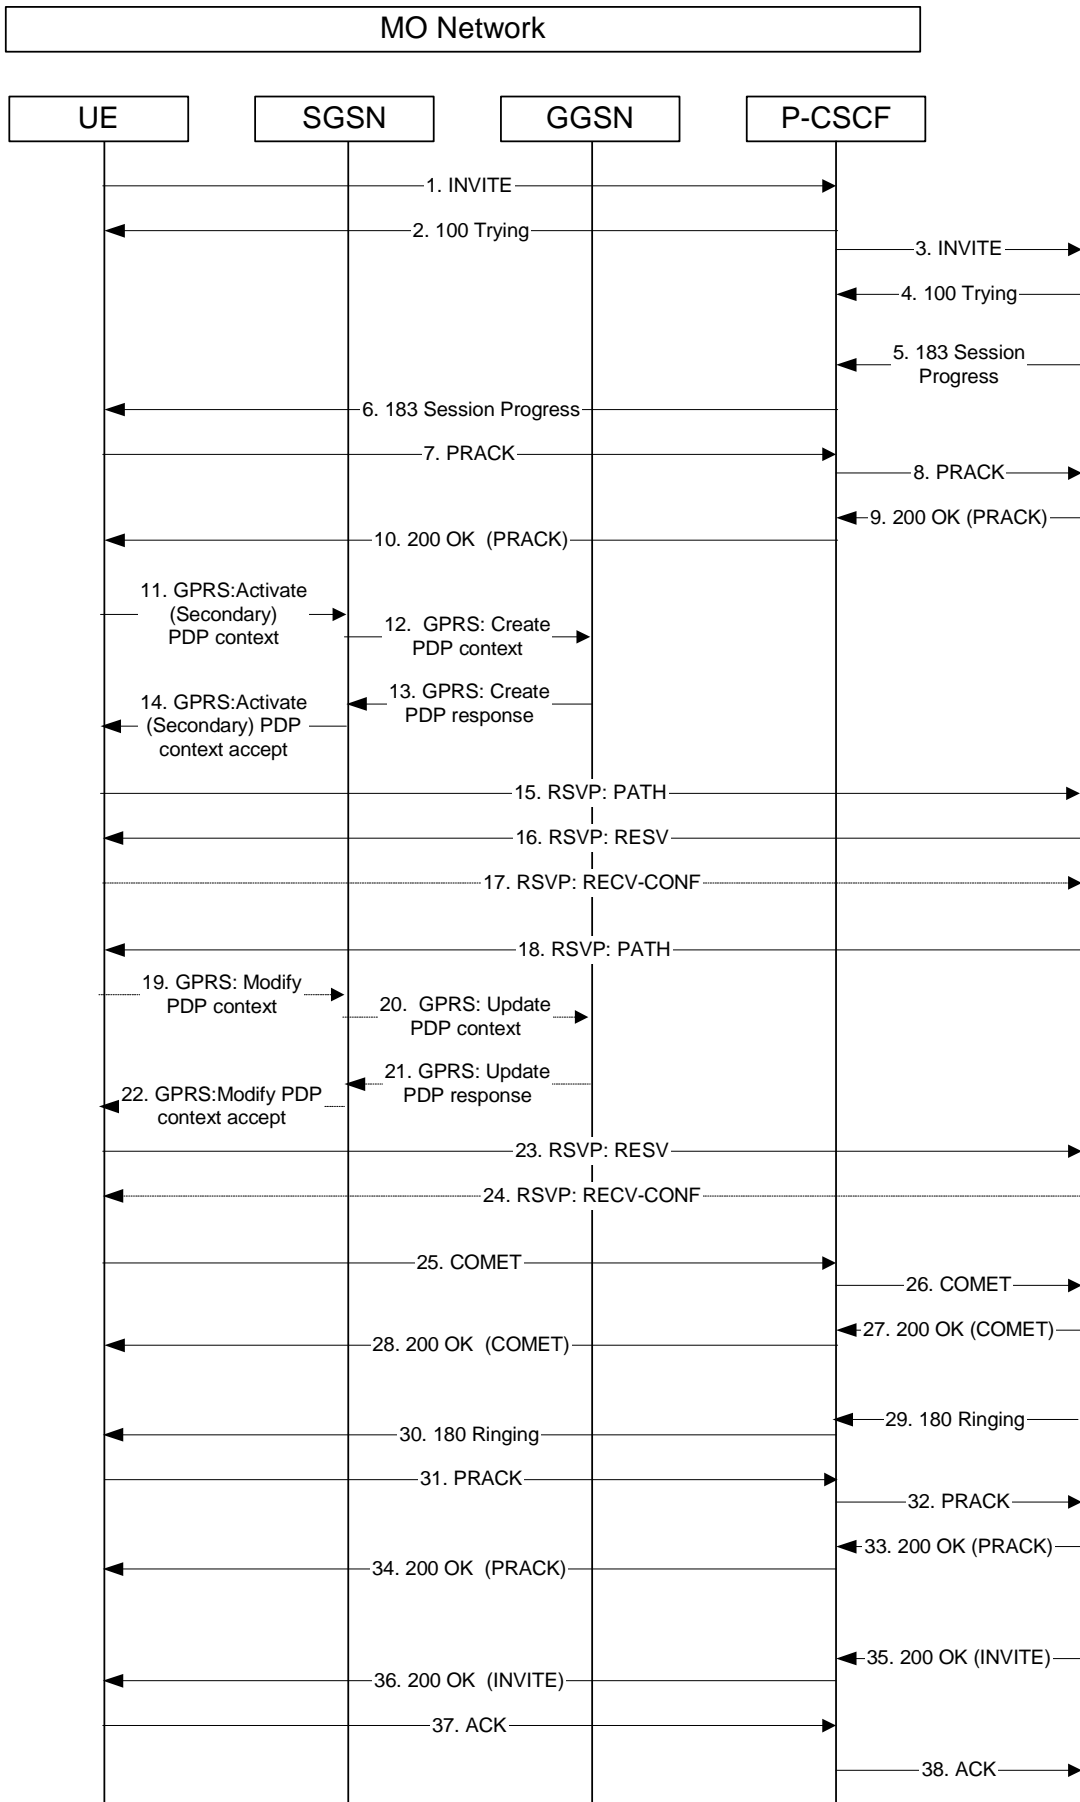 MO Network
UE
SGSN
GGSN
P-CSCF
1. INVITE
2. 100 Trying
3. INVITE
4. 100 Trying
5. 183 Session
Progress
6. 183 Session Progress
7. PRACK
8. PRACK
9. 200 OK (PRACK)
10. 200 OK  (PRACK)
11. GPRS:Activate
(Secondary)
PDP context
12.  GPRS: Create
PDP context
13. GPRS: Create
PDP response
14. GPRS:Activate
(Secondary) PDP
context accept
15. RSVP: PATH
16. RSVP: RESV
17. RSVP: RECV-CONF
18. RSVP: PATH
19. GPRS: Modify
PDP context
20.  GPRS: Update
PDP context
21. GPRS: Update
PDP response
22. GPRS:Modify PDP
context accept
23. RSVP: RESV
24. RSVP: RECV-CONF
25. COMET
26. COMET
27. 200 OK (COMET)
28. 200 OK  (COMET)
29. 180 Ringing
30. 180 Ringing
31. PRACK
32. PRACK
33. 200 OK (PRACK)
34. 200 OK  (PRACK)
35. 200 OK (INVITE)
36. 200 OK  (INVITE)
37. ACK
38. ACK